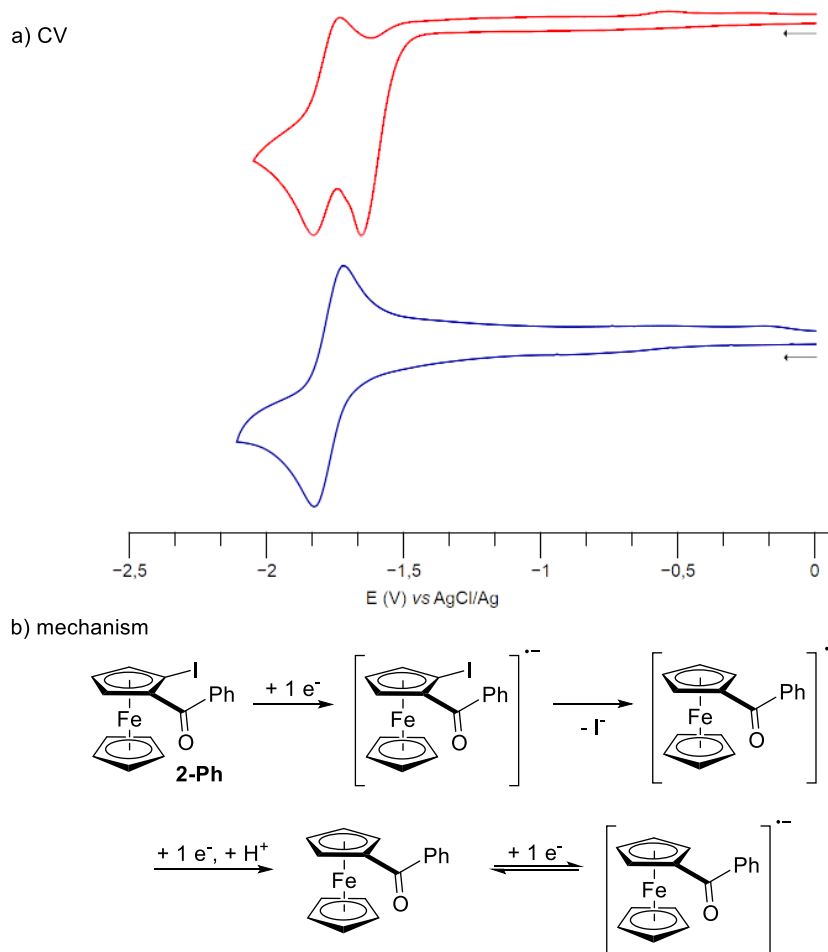 a) CV
−2,5 −2 −1,5 −1 −0,5 0
E (V) vs AgCl/Ag
b) mechanism
I
Ph
Fe
O
2-Ph
+ 1 e-
•−
I
Ph
Fe
O
- I-
•
Ph
Fe
O
+ 1 e-, + H+
Ph
Fe
O
+ 1 e-
•−
Ph
Fe
O